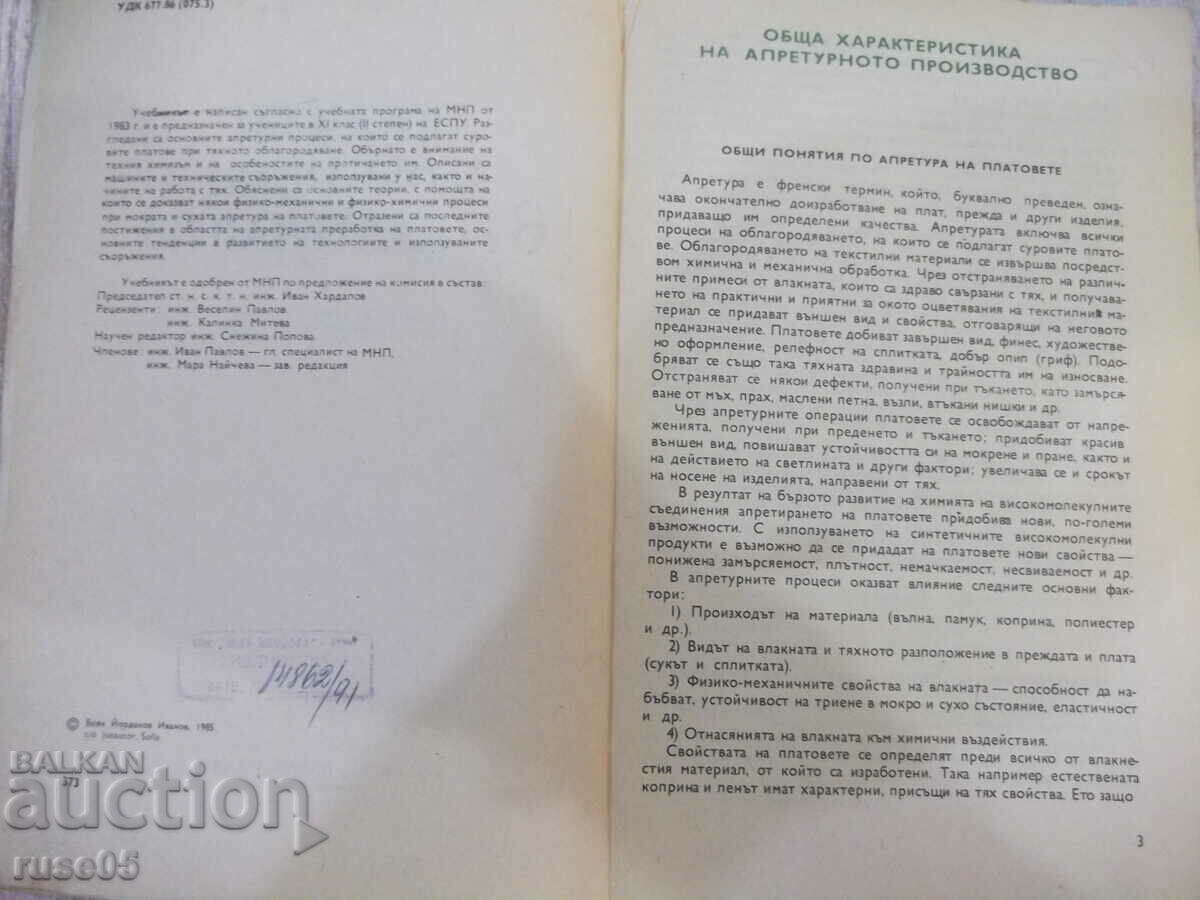 УДК 677.86 (075.3)
Учебникът е написан съгласно с учебната програма на МНП от
1983 г. и е предназначен за учениците в XI клас (II степен) на ЕСПУ. Раз-
гледани са основните апретурни процеси, на които се подлагат суро-
вите платове при тяхното облагородяване. Обърнато е внимание на
техния химизъм и на особеностите на протичането им. Описани са
машините и техническите съоръжения, използувани у нас, както и на-
чините на работа с тях. Обяснени са основните теории, с помощта на
които се доказват някои физико-механични и физико-химични процеси
при мократа и сухата апретура на платовете. Отразени са последните
постижения в областта на апретурната преработка на платовете, ос-
новните тенденции в развитието на технологиите и използуваните
съоръжения.
Учебникът е одобрен от МНП по предложение на комисия в състав:
Председател ст. н. с. к. т. н. инж. Иван Хардалов
Рецензенти: инж. Веселин Павлов
инж. Калинка Митева
Научен редактор инж. Снежина Попова
Членове: инж. Иван Павлов — гл. специалист на МНП,
инж. Мара Найчева — зав. редакция
14862/91
© Воян Йорданов Иванов, 1985
c/o Jusautor, Sofia
373
ОБЩА ХАРАКТЕРИСТИКА
НА АПРЕТУРНОТО ПРОИЗВОДСТВО
ОБЩИ ПОНЯТИЯ ПО АПРЕТУРА НА ПЛАТОВЕТЕ
Апретура е френски термин, който, буквално преведен, озна-
чава окончателно доизработване на плат, прежда и други изделия,
придаващо им определени качества. Апретурата включва всички
процеси на облагородяването, на които се подлагат суровите плато-
ве. Облагородяването на текстилни материали се извършва посредст-
вом химична и механична обработка. Чрез отстраняването на различ-
ните примеси от влакната, които са здраво свързани с тях, и получава-
нето на практични и приятни за окото оцветявания на текстилния ма-
териал се придават външен вид и свойства, отговарящи на неговото
предназначение. Платовете добиват завършен вид, финес, художестве-
но оформление, релефност на сплитката, добър опип (гриф). Подо-
бряват се също така тяхната здравина и трайността им на износване.
Отстраняват се някои дефекти, получени при тъкането, като замърся-
ване от мъх, прах, маслени петна, възли, втъкани нишки и др.
Чрез апретурните операции платовете се освобождават от напре-
женията, получени при преденето и тъкането; придобиват красив
външен вид, повишават устойчивостта си на мокрене и пране, както и
на действието на светлината и други фактори; увеличава се и срокът
на носене на изделията, направени от тях.
В резултат на бързото развитие на химията на високомолекулните
съединения апретирането на платовете придобива нови, по-големи
възможности. С използуването на синтетичните високомолекулни
продукти е възможно да се придадат на платовете нови свойства —
понижена замърсяемост, плътност, немачкаемост, несвиваемост и др.
В апретурните процеси оказват влияние следните основни фак-
тори:
1) Произходът на материала (вълна, памук, коприна, полиестер
и др.).
2) Видът на влакната и тяхното разположение в преждата и плата
(сукът и сплитката).
3) Физико-механичните свойства на влакната — способност да на-
бъбват, устойчивост на триене в мокро и сухо състояние, еластичност
и др.
4) Отнасянията на влакната към химични въздействия.
Свойствата на платовете се определят преди всичко от влакне-
стия материал, от който са изработени. Така например естествената
коприна и ленът имат характерни, присъщи на тях свойства. Ето защо
3
BALKAN
auction
ruse05